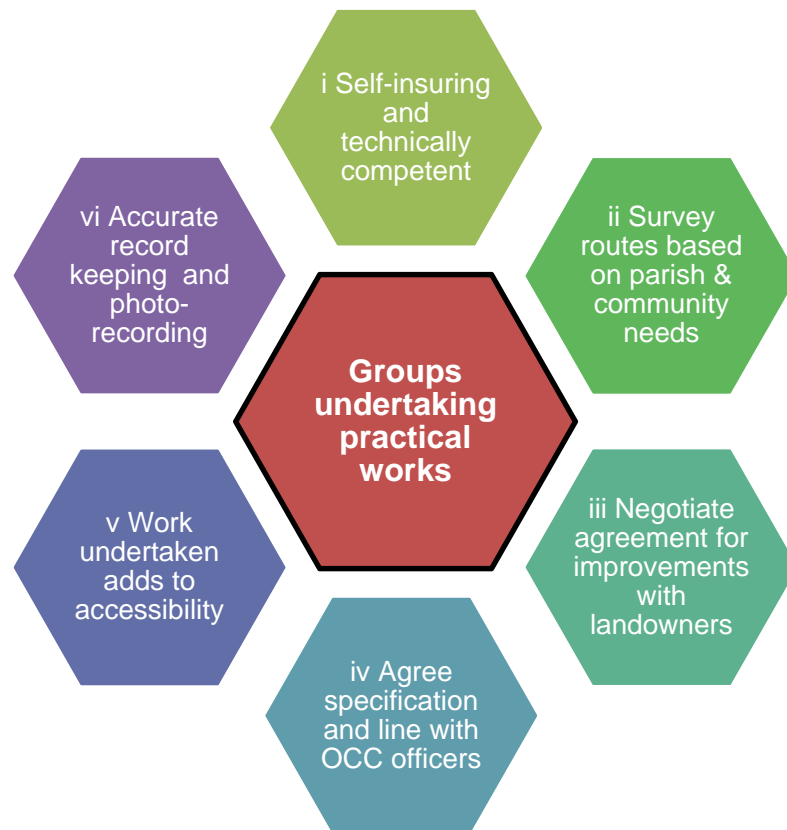 i Self-insuring
and
technically
competent
ii Survey
routes based
on parish &
community
needs
iii Negotiate
agreement for
improvements
with
landowners
iv Agree
specification
and line with
OCC officers
v Work
undertaken
adds to
accessibility
vi Accurate
record
keeping and
photo-
recording
Groups
undertaking
practical
works